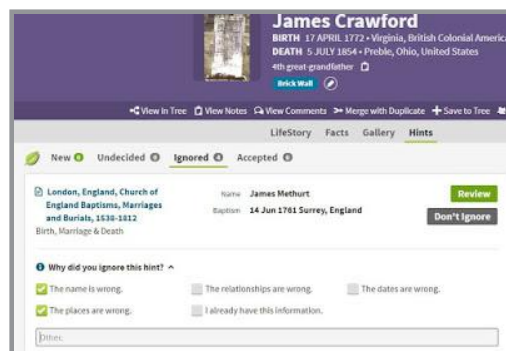 James Crawford
BIRTH 17 APRIL 1772 • Virginia, British Colonial Americ
DEATH 5 JULY 1854 • Preble, Ohio, United States
4th great-grandfather
Brick Wall
View in Tree View Notes View Comments Merge with Duplicate Save to Tree
LifeStory Facts Gallery Hints
New Undecided Ignored Accepted
London, England, Church of
England Baptisms, Marriages
and Burials, 1538-1812
Birth, Marriage & Death
Name James Methurt
Baptism 14 Jun 1761 Surrey, England
Review
Don't Ignore
Why did you ignore this hint?
The name is wrong. The relationships are wrong. The dates are wrong.
The places are wrong. I already have this information.
Other.